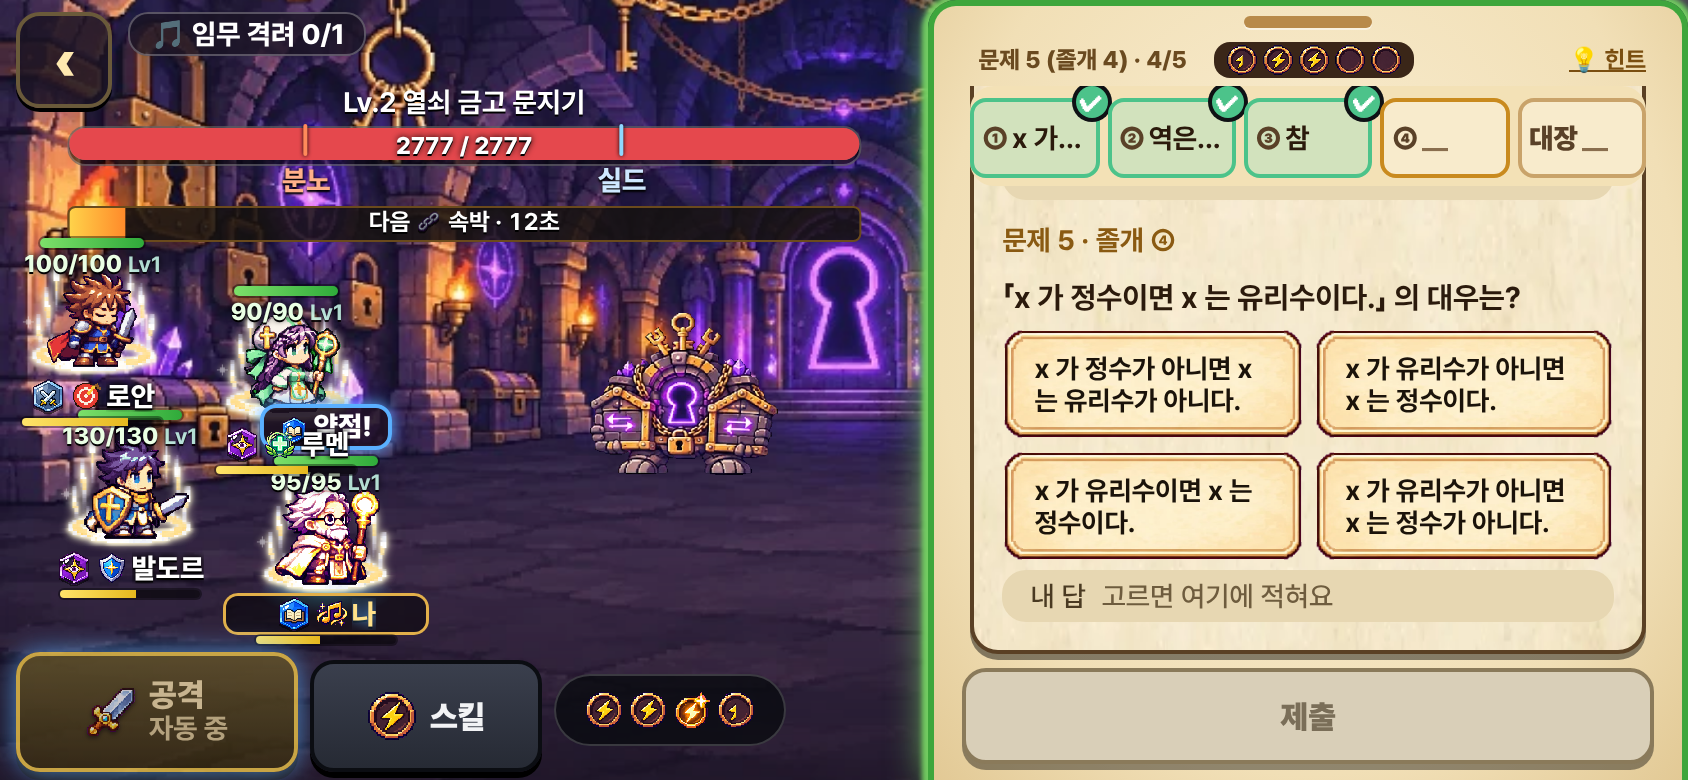 임무 격려 0/1
Lv.2 열쇠 금고 문지기
2777 / 2777
분노
실드
다음 속박 · 12초
100/100 Lv1
90/90 Lv1
로안
130/130 Lv1
약점!
루멘
95/95 Lv1
발도르
나
공격
자동 중
스킬
문제 5 (졸개 4) · 4/5
힌트
① x 가...
② 역은...
③ 참
④ __
대장 __
문제 5 · 졸개 ④
「x 가 정수이면 x 는 유리수이다.」 의 대우는?
x 가 정수가 아니면 x
는 유리수가 아니다.
x 가 유리수가 아니면
x 는 정수이다.
x 가 유리수이면 x 는
정수이다.
x 가 유리수가 아니면
x 는 정수가 아니다.
내 답 고르면 여기에 적혀요
제출